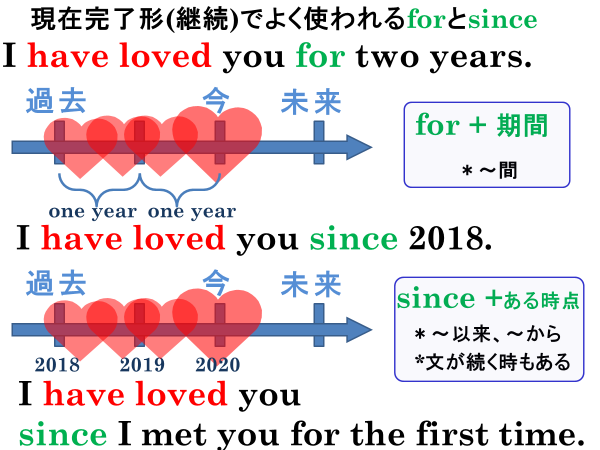 現在完了形(継続)でよく使われるforとsince
I have loved you for two years.
過去 今 未来
for + 期間
*～間
one year one year
I have loved you since 2018.
過去 今 未来
since +ある時点
*～以来、～から
*文が続く時もある
2018 2019 2020
I have loved you
since I met you for the first time.